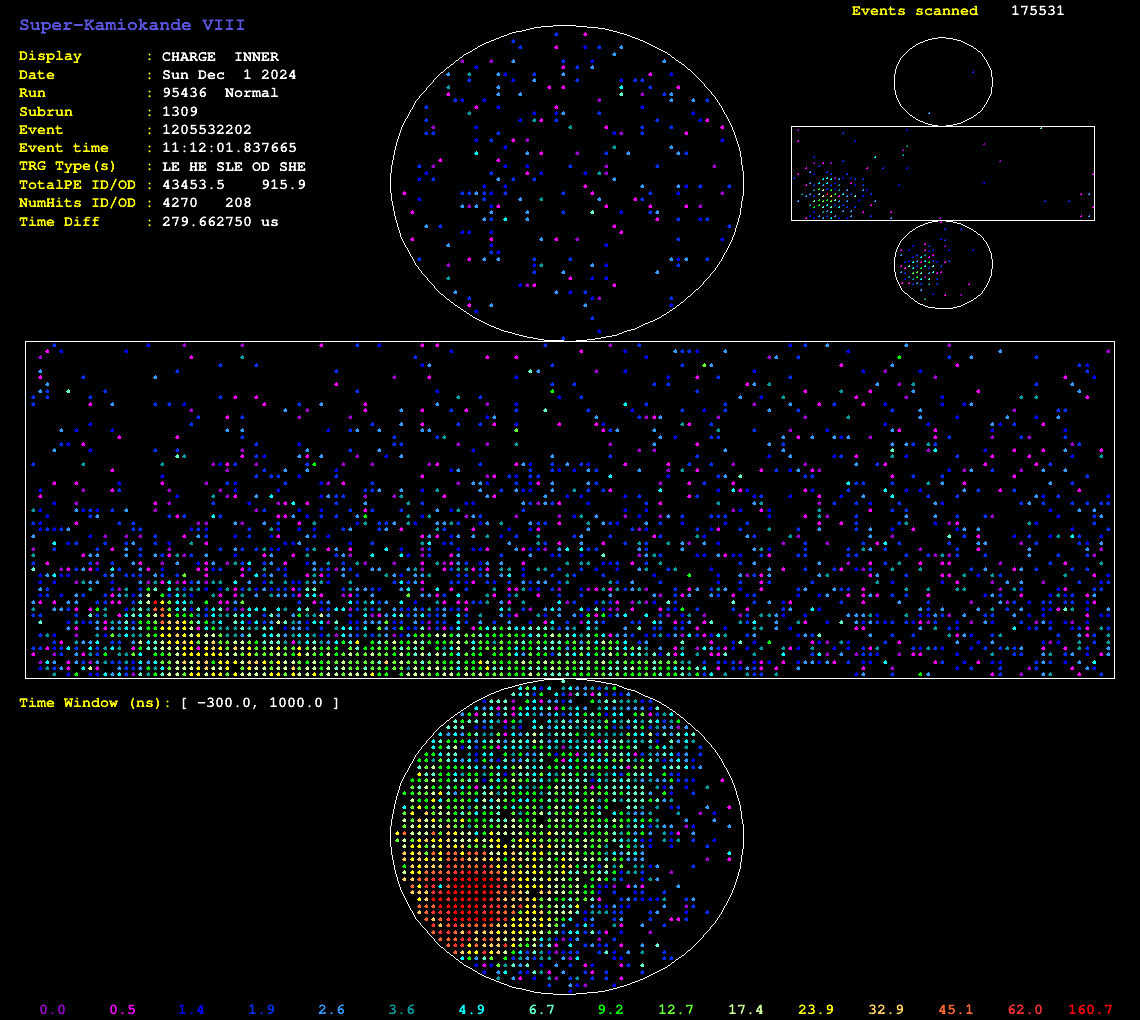 Super-Kamiokande VIII
Events scanned 175531
Display : CHARGE INNER
Date : Sun Dec 1 2024
Run : 95436 Normal
Subrun : 1309
Event : 1205532202
Event time : 11:12:01.837665
TRG Type(s) : LE HE SLE OD SHE
TotalPE ID/OD : 43453.5 915.9
NumHits ID/OD : 4270 208
Time Diff : 279.662750 us
Time Window (ns): [ -300.0, 1000.0 ]
0.0 0.5 1.4 1.9 2.6 3.6 4.9 6.7 9.2 12.7 17.4 23.9 32.9 45.1 62.0 160.7